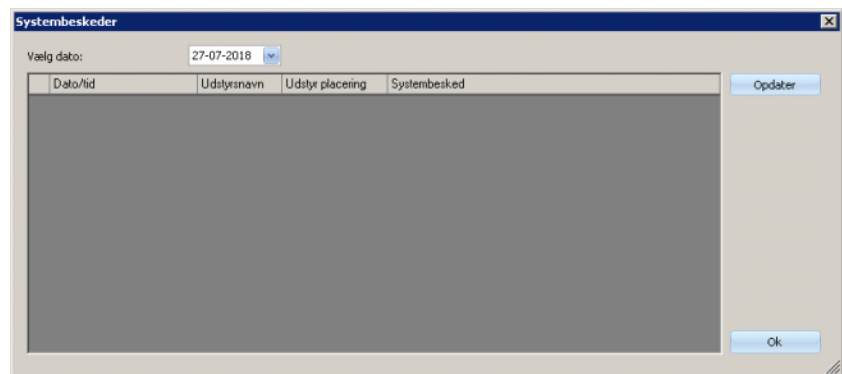 Systembeskeder
Vælg dato: 27-07-2018
Dato/tid Udstyrsnavn Udstyr placering Systembesked
Opdater
Ok